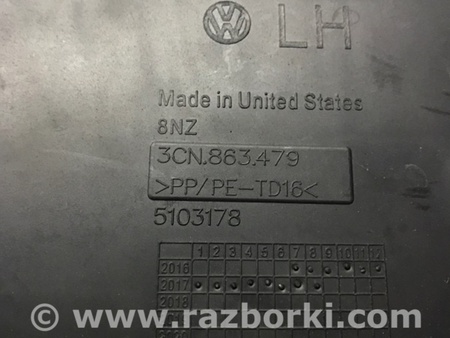 LH
Made in United States
8NZ
3CN.863.479
>PP/PE-TD16<
5103178
1 2 3 4 5 6 7 8 9 10 11 12
2016
2017
2018
© www.razborki.com